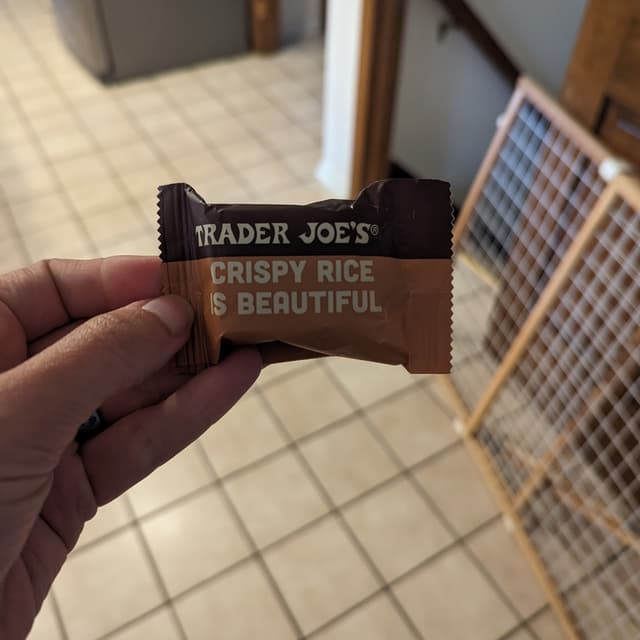 TRADER JOE'S®
CRISPY RICE
IS BEAUTIFUL